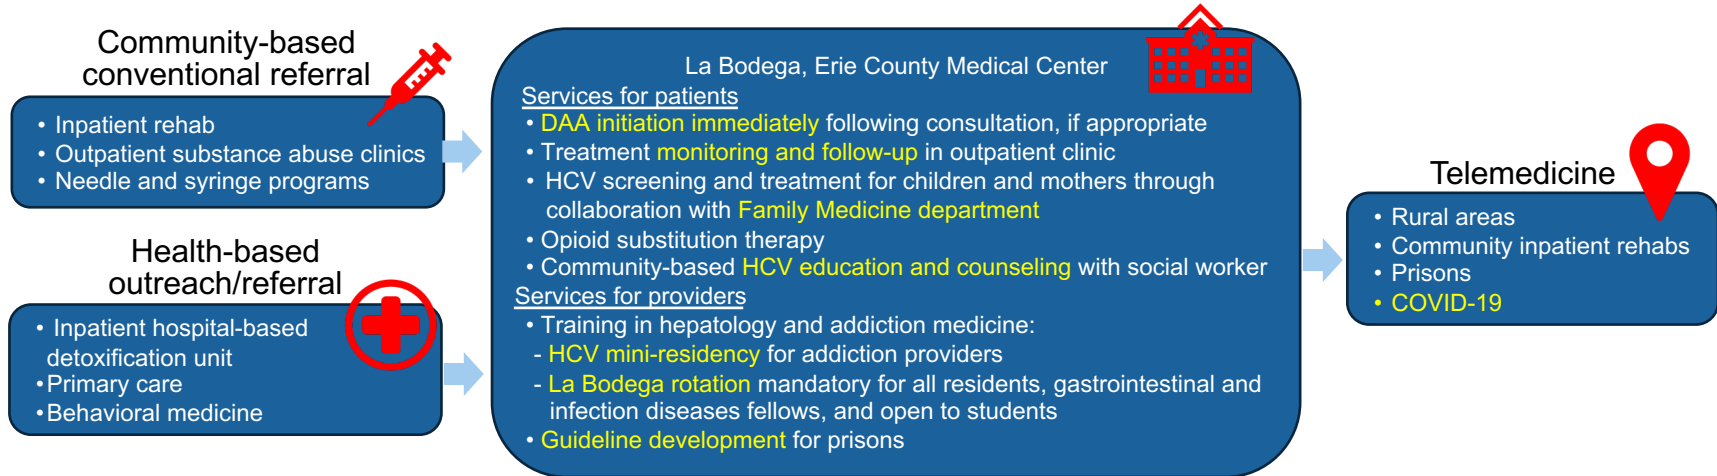 Community-based
conventional referral
• Inpatient rehab
• Outpatient substance abuse clinics
• Needle and syringe programs
Health-based
outreach/referral
• Inpatient hospital-based
detoxification unit
• Primary care
• Behavioral medicine
La Bodega, Erie County Medical Center
Services for patients
• DAA initiation immediately following consultation, if appropriate
• Treatment monitoring and follow-up in outpatient clinic
• HCV screening and treatment for children and mothers through
collaboration with Family Medicine department
• Opioid substitution therapy
• Community-based HCV education and counseling with social worker
Services for providers
• Training in hepatology and addiction medicine:
- HCV mini-residency for addiction providers
- La Bodega rotation mandatory for all residents, gastrointestinal and
infection diseases fellows, and open to students
• Guideline development for prisons
Telemedicine
• Rural areas
• Community inpatient rehabs
• Prisons
• COVID-19